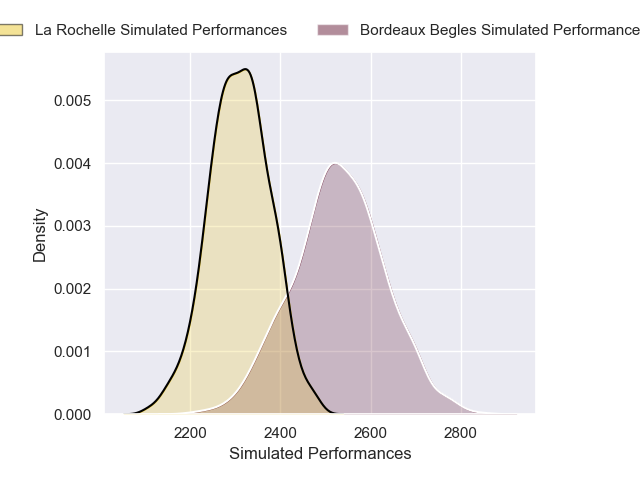 La Rochelle Simulated Performances
Bordeaux Begles Simulated Performance
0.005
0.004
0.003
0.002
0.001
0.000
Density
2200 2400 2600 2800
Simulated Performances